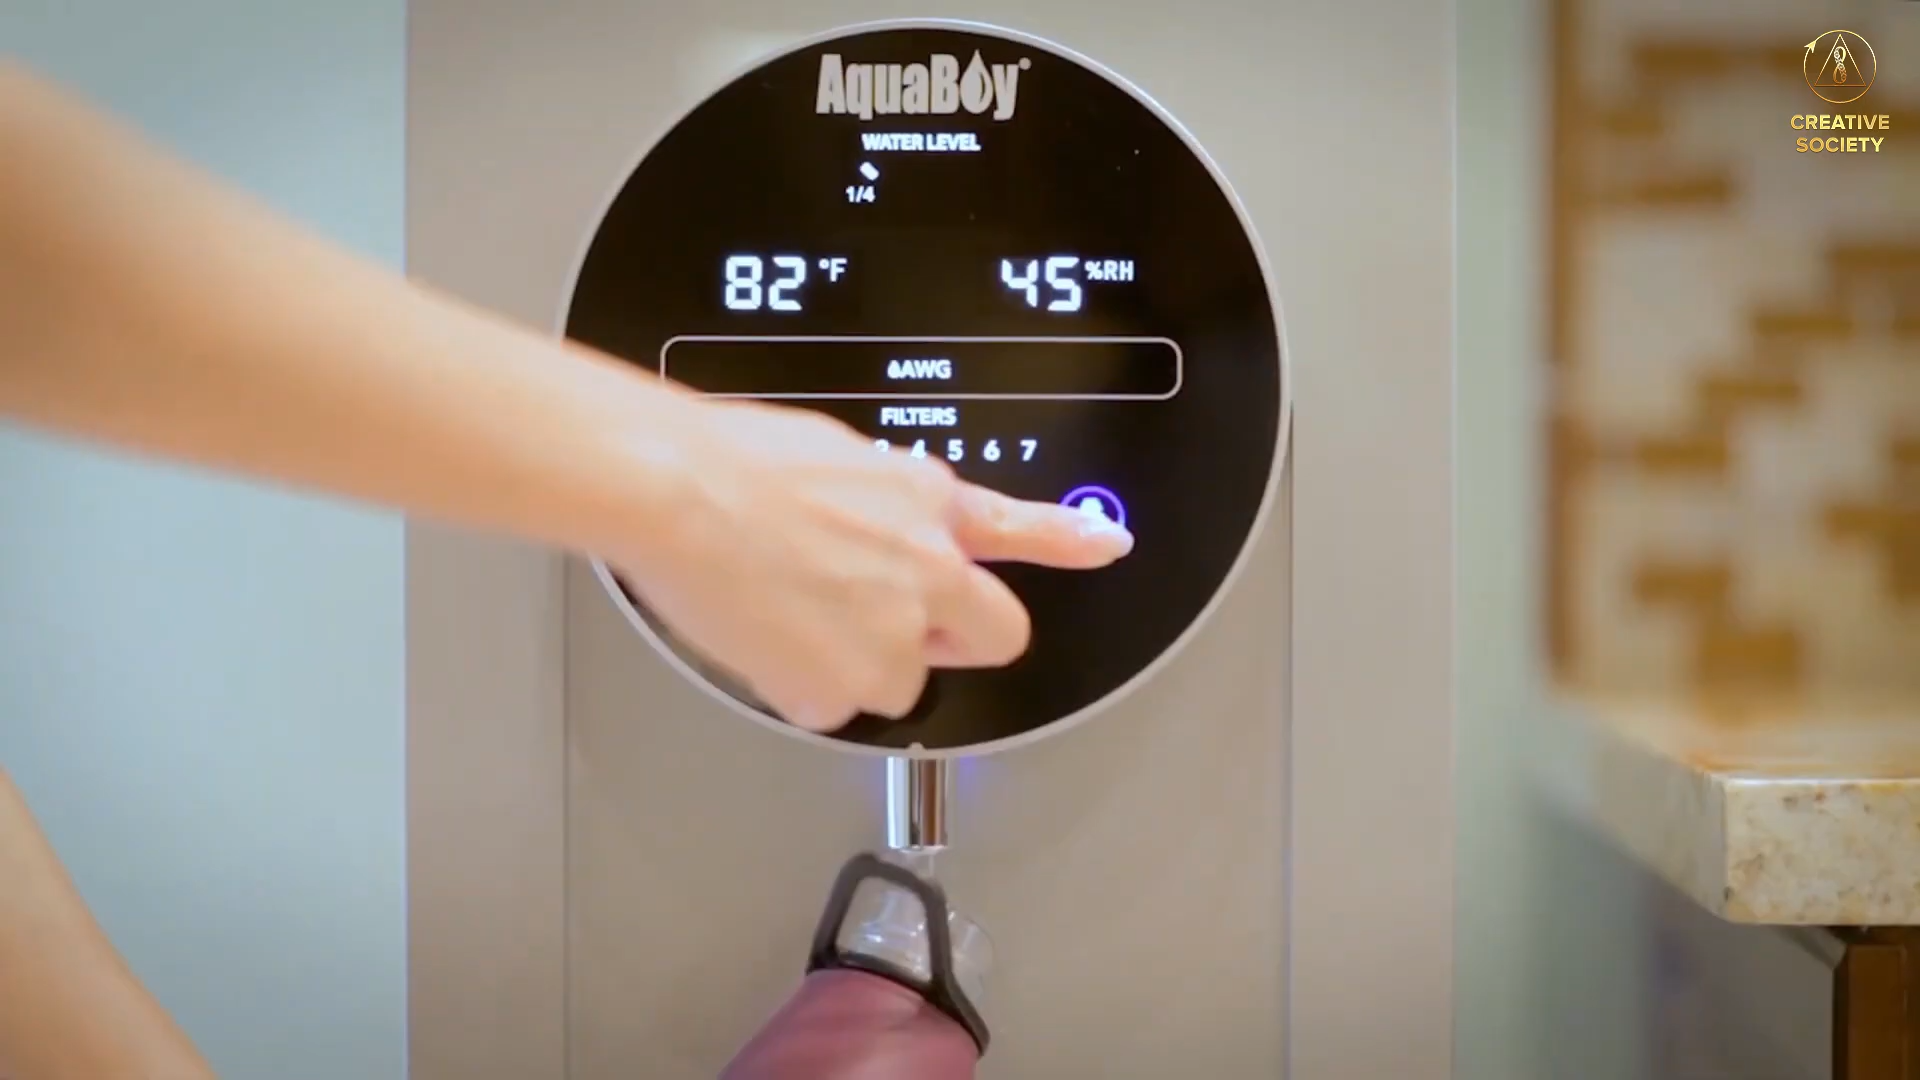 AquaBoy®
WATER LEVEL
1/4
82 °F
45 %RH
AWG
FILTERS
4 5 6 7
CREATIVE
SOCIETY